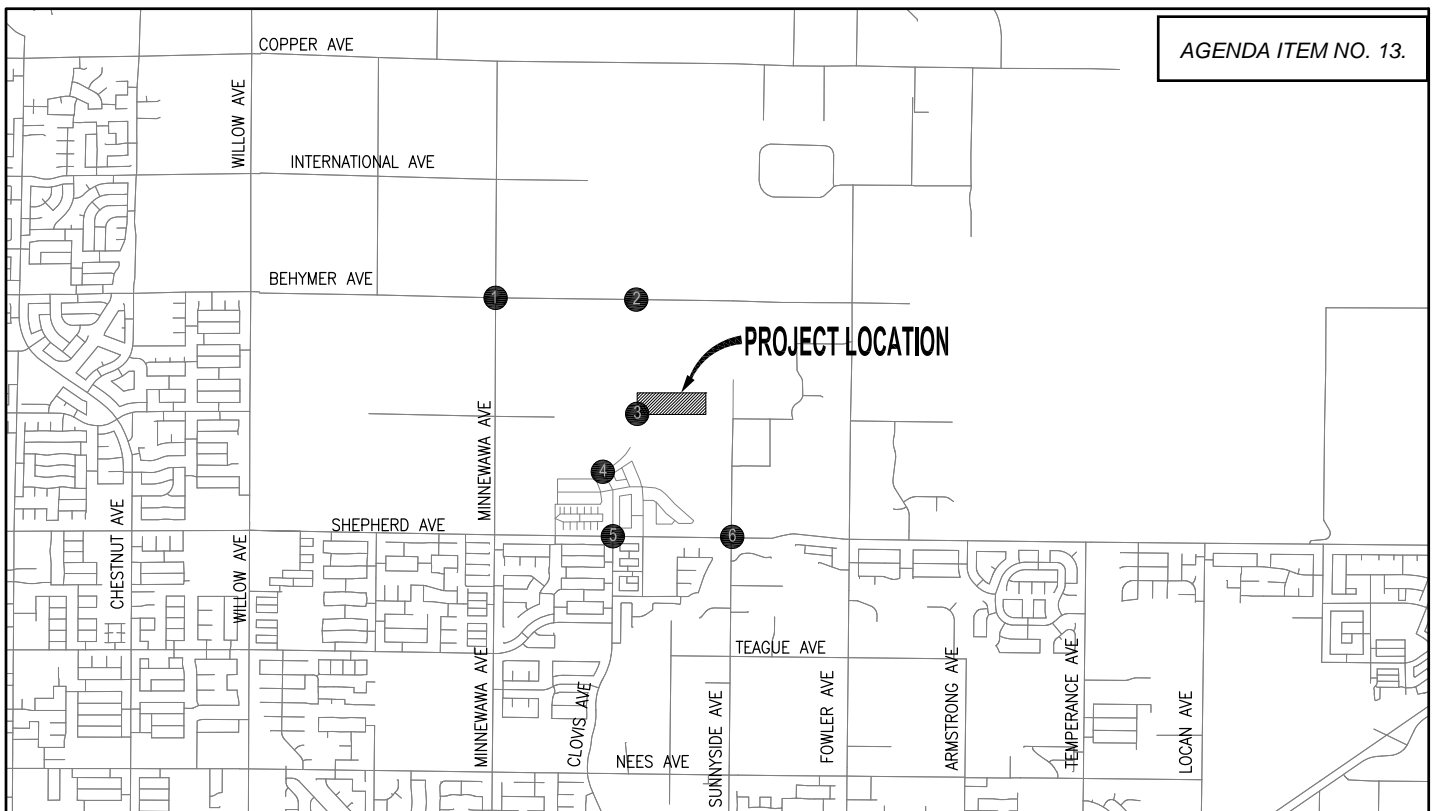 AGENDA ITEM NO. 13.
COPPER AVE
WILLOW AVE
INTERNATIONAL AVE
BEHYMER AVE
1
2
PROJECT LOCATION
3
MINNEWAWA AVE
4
CHESTNUT AVE
SHEPHERD AVE
5
6
WILLOW AVE
TEAGUE AVE
MINNEWAWA AVE
CLOVIS AVE
SUNNYSIDE AVE
FOWLER AVE
ARMSTRONG AVE
TEMPERANCE AVE
LOCAN AVE
NEES AVE